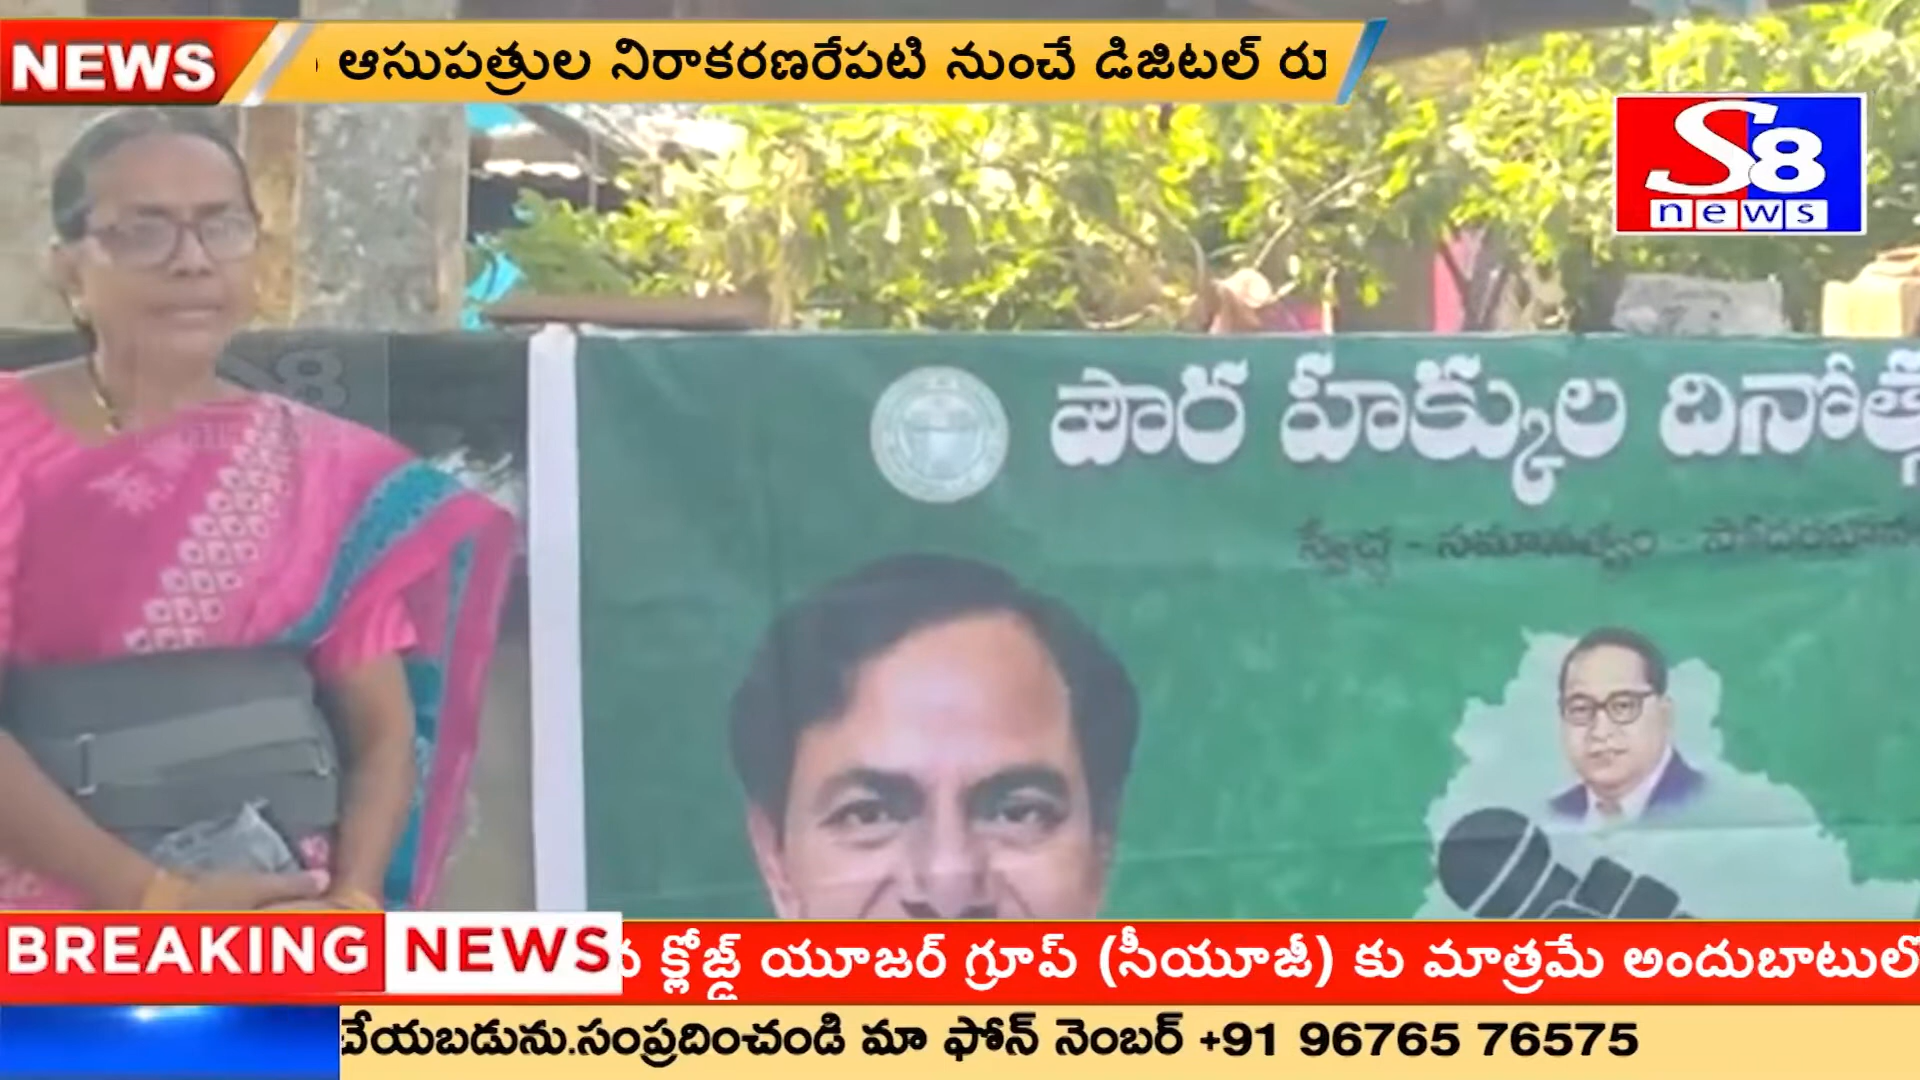 NEWS ఆసుపత్రుల నిరాకరణరేపటి నుంచే డిజిటల్ రు
S8
news
పౌర హక్కుల దినోత్స
BREAKING NEWS క్లోజ్డ్ యూజర్ గ్రూప్ (సీయూజీ) కు మాత్రమే అందుబాటులో
చేయబడును.సంప్రదించండి మా ఫోన్ నెంబర్ +91 96765 76575